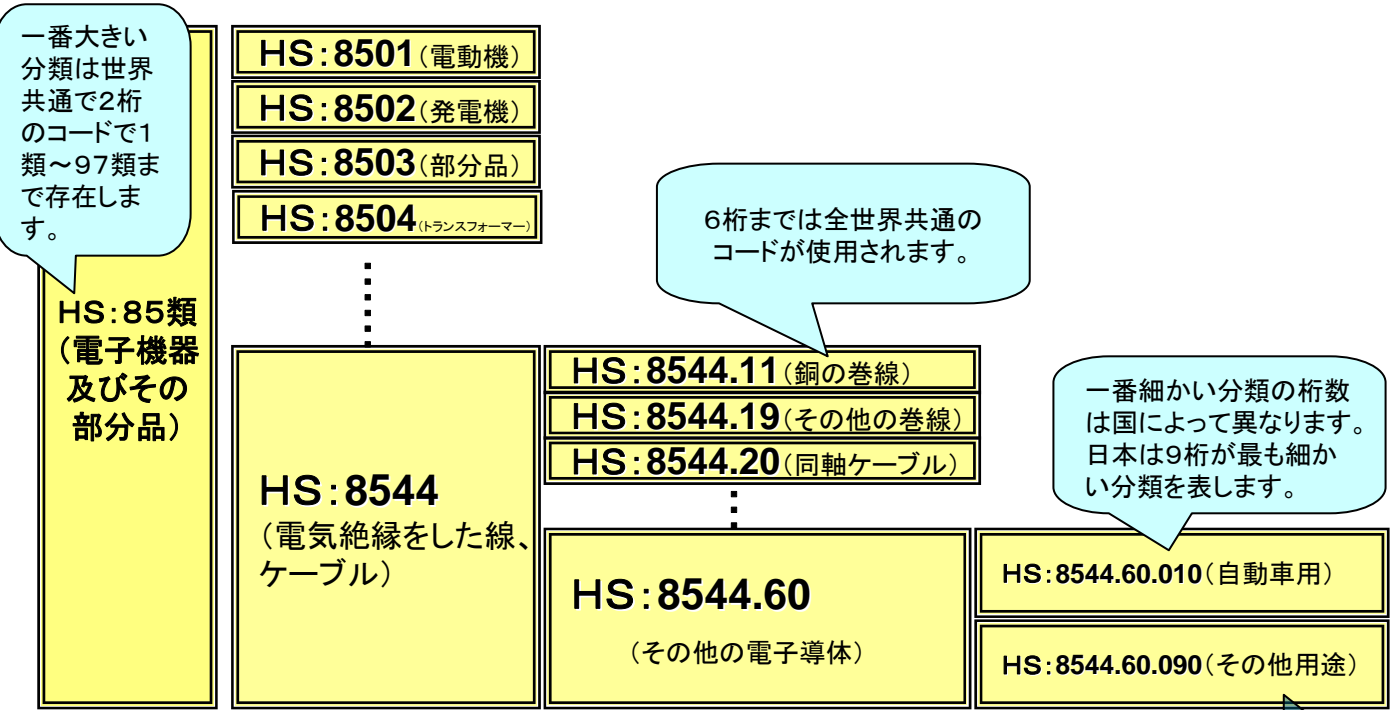 一番大きい
分類は世界
共通で2桁
のコードで1
類～97類ま
で存在しま
す。
HS:85類
(電子機器
及びその
部分品)
HS:8501(電動機)
HS:8502(発電機)
HS:8503(部分品)
HS:8504(トランスフォーマー)
HS:8544
(電気絶縁をした線、
ケーブル)
6桁までは全世界共通の
コードが使用されます。
HS:8544.11(銅の巻線)
HS:8544.19(その他の巻線)
HS:8544.20(同軸ケーブル)
HS:8544.60
(その他の電子導体)
一番細かい分類の桁数
は国によって異なります。
日本は9桁が最も細か
い分類を表します。
HS:8544.60.010(自動車用)
HS:8544.60.090(その他用途)